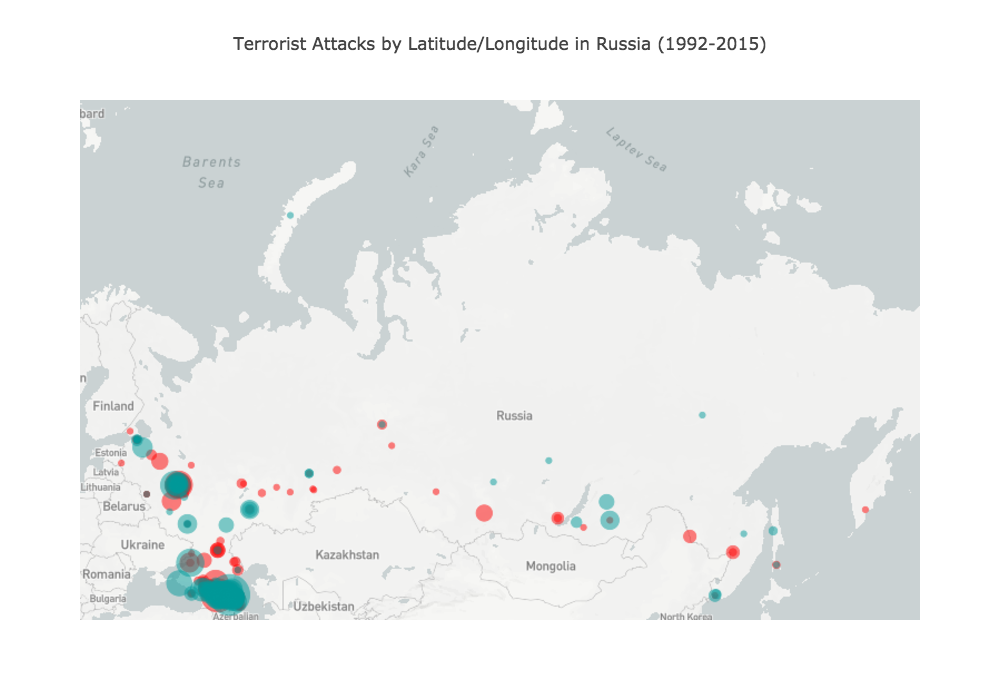 Terrorist Attacks by Latitude/Longitude in Russia (1992-2015)
bard
Barents
Sea
Kara Sea
Laptev Sea
n
Finland
Russia
Estonia
Latvia
Lithuania
Belarus
Ukraine
Kazakhstan
Mongolia
Romania
Bulgaria
Uzbekistan
Azerbaijan
North Korea